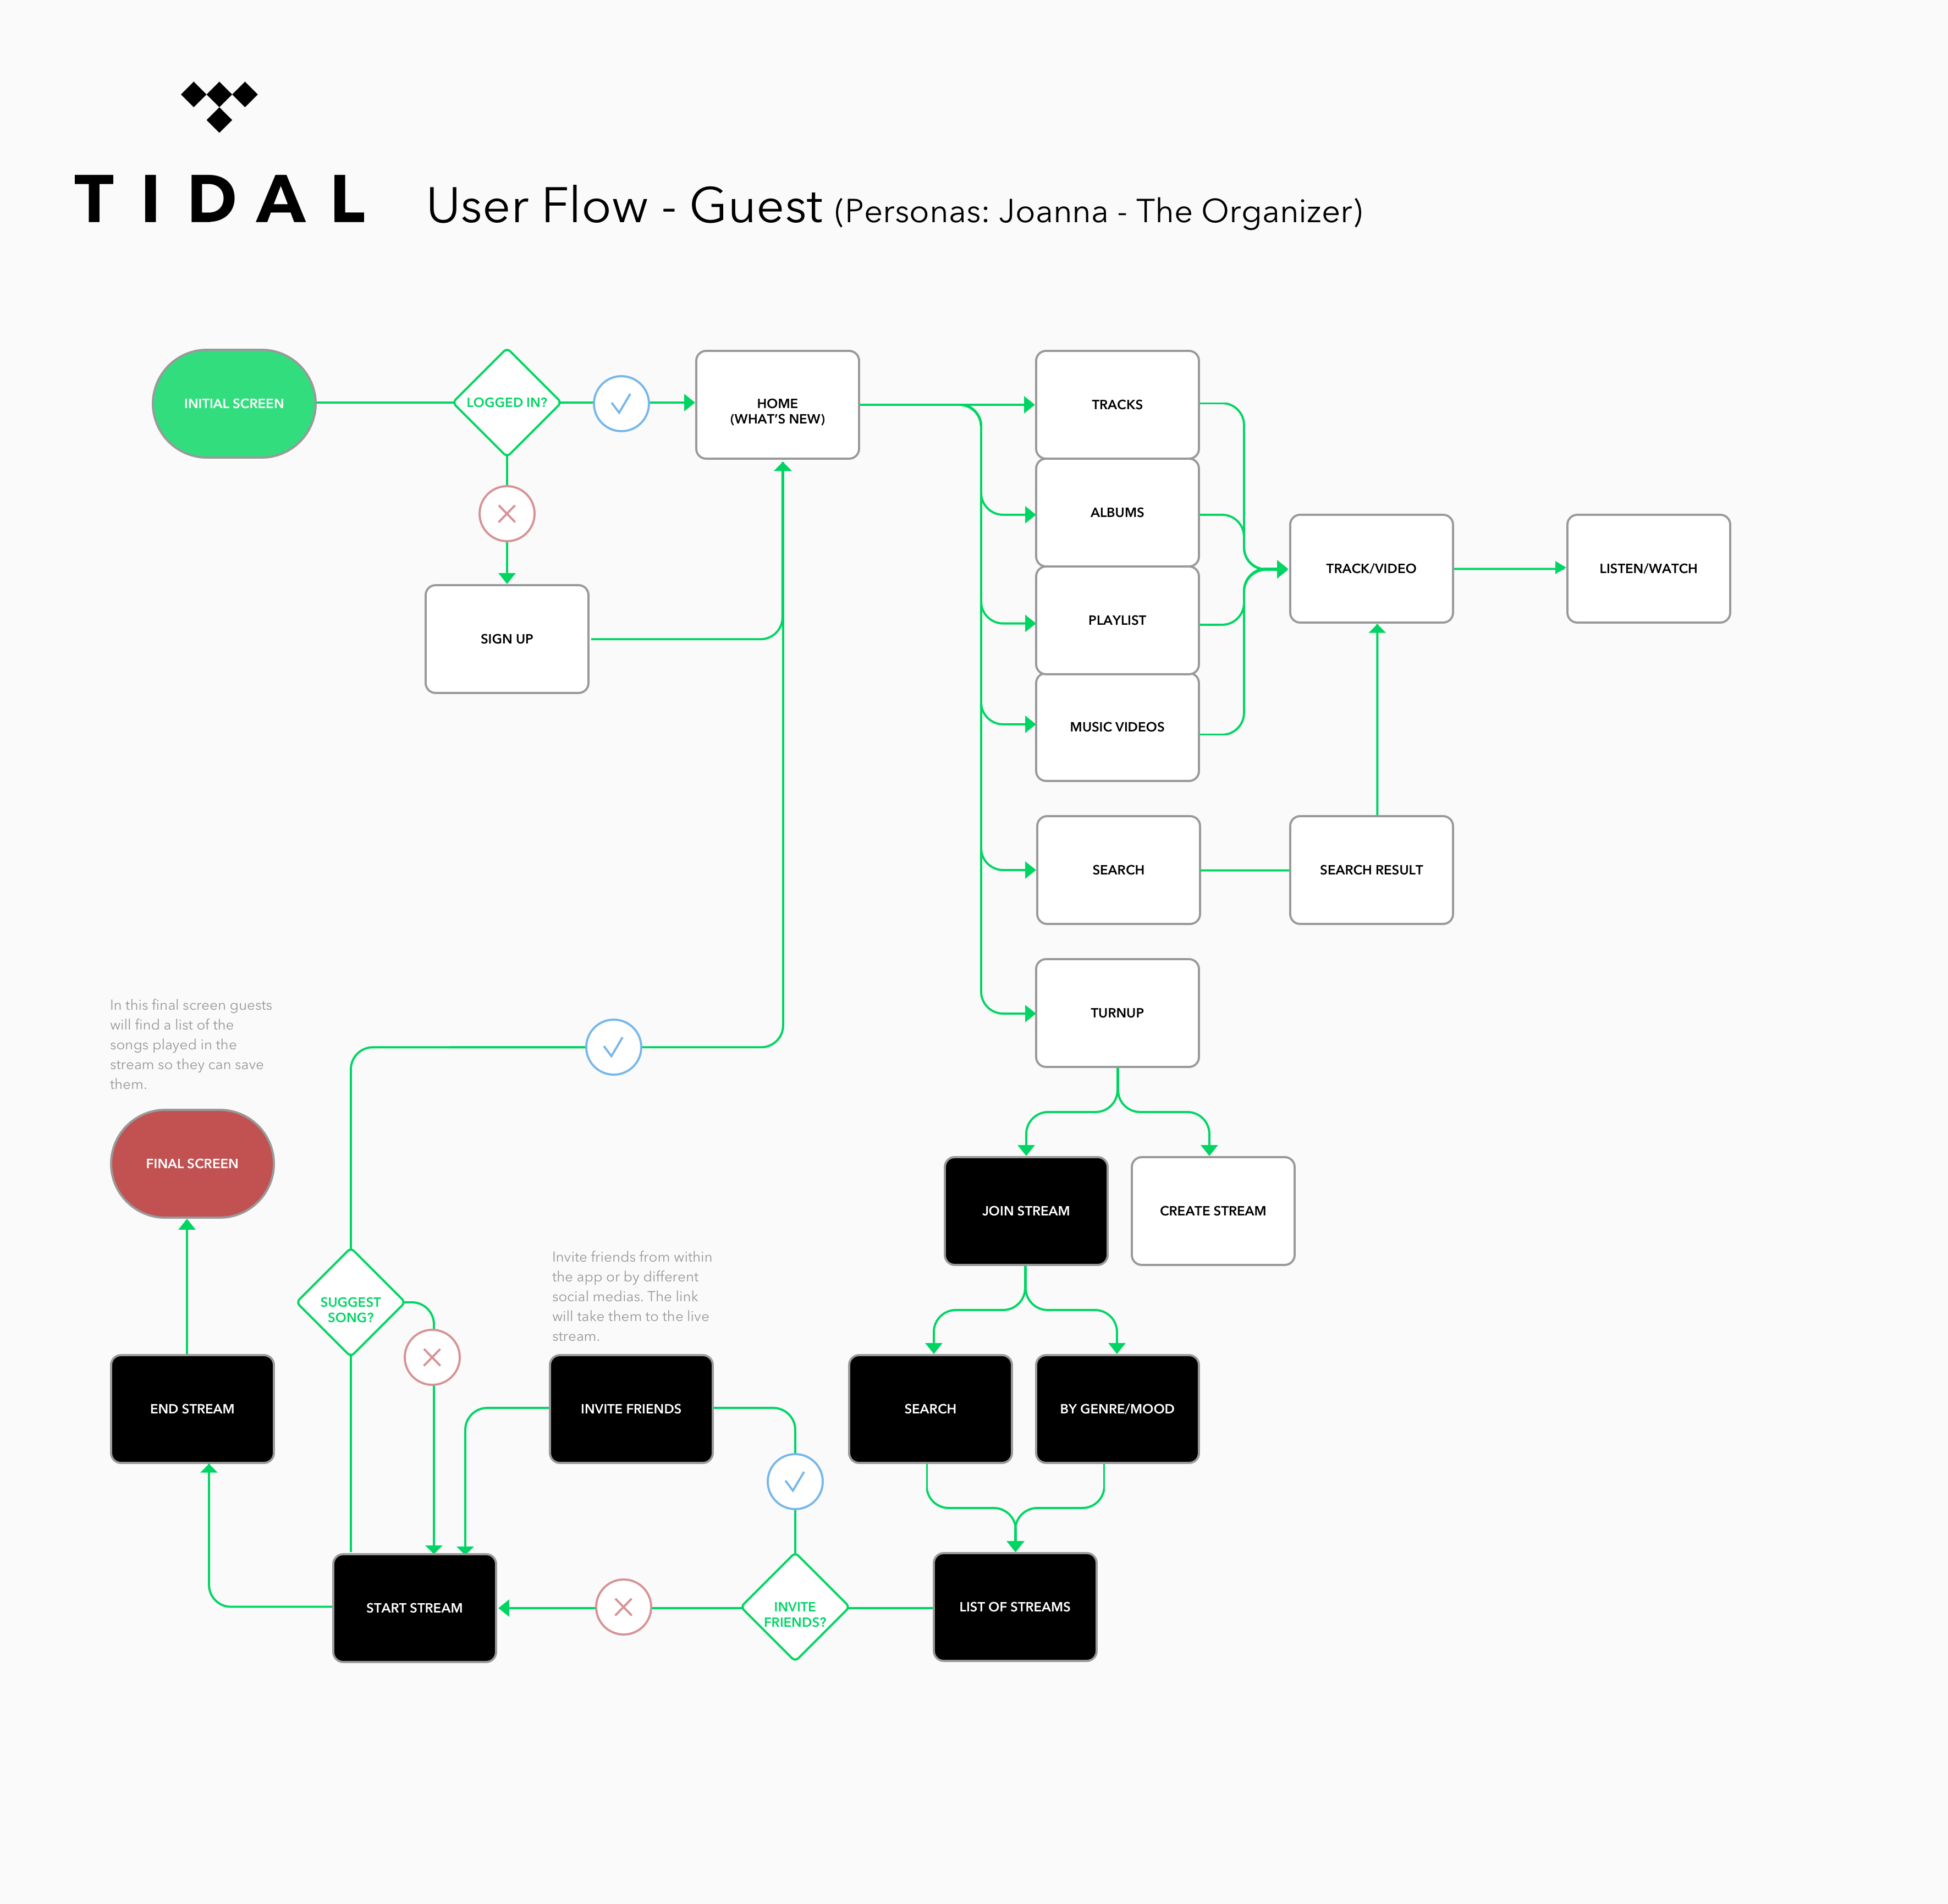 TIDAL
User Flow - Guest (Personas: Joanna - The Organizer)
INITIAL SCREEN
LOGGED IN?
HOME
(WHAT'S NEW)
TRACKS
ALBUMS
PLAYLIST
MUSIC VIDEOS
TRACK/VIDEO
LISTEN/WATCH
SIGN UP
SEARCH
SEARCH RESULT
TURNUP
In this final screen guests
will find a list of the
songs played in the
stream so they can save
them.
FINAL SCREEN
JOIN STREAM
CREATE STREAM
SUGGEST
SONG?
Invite friends from within
the app or by different
social medias. The link
will take them to the live
stream.
END STREAM
INVITE FRIENDS
SEARCH
BY GENRE/MOOD
START STREAM
INVITE
FRIENDS?
LIST OF STREAMS